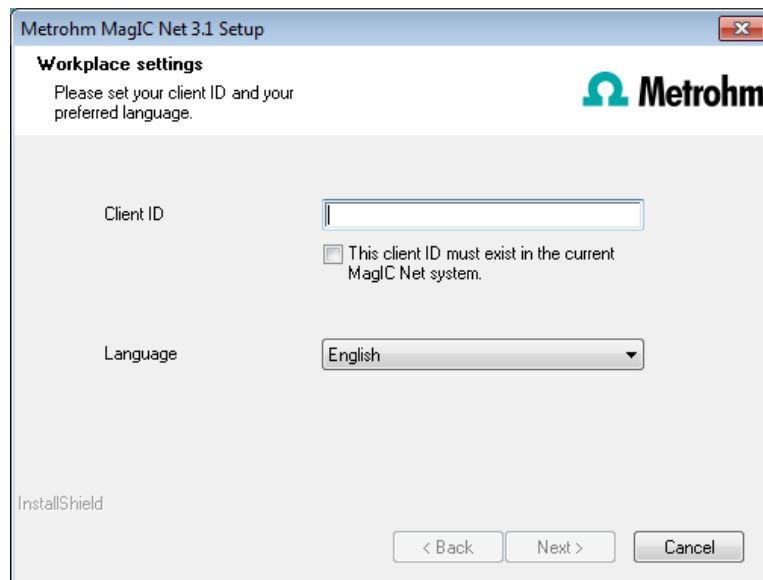 Metrohm MagIC Net 3.1 Setup
Workplace settings
Please set your client ID and your
preferred language.
Metrohm
Client ID
This client ID must exist in the current
MagIC Net system.
Language
English
InstallShield
< Back
Next >
Cancel